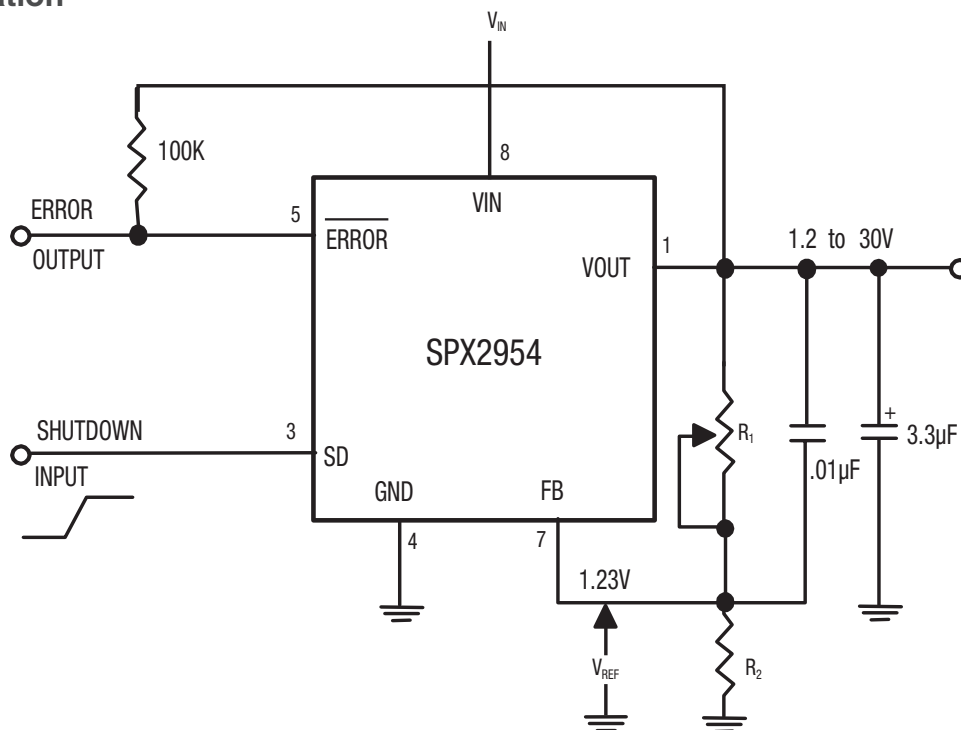 V_IN
100K
8
VIN
ERROR
OUTPUT
5
ERROR
1
1.2 to 30V
VOUT
SPX2954
SHUTDOWN
INPUT
3
SD
GND
FB
4
7
R1
.01µF
+
3.3µF
1.23V
V_REF
R2